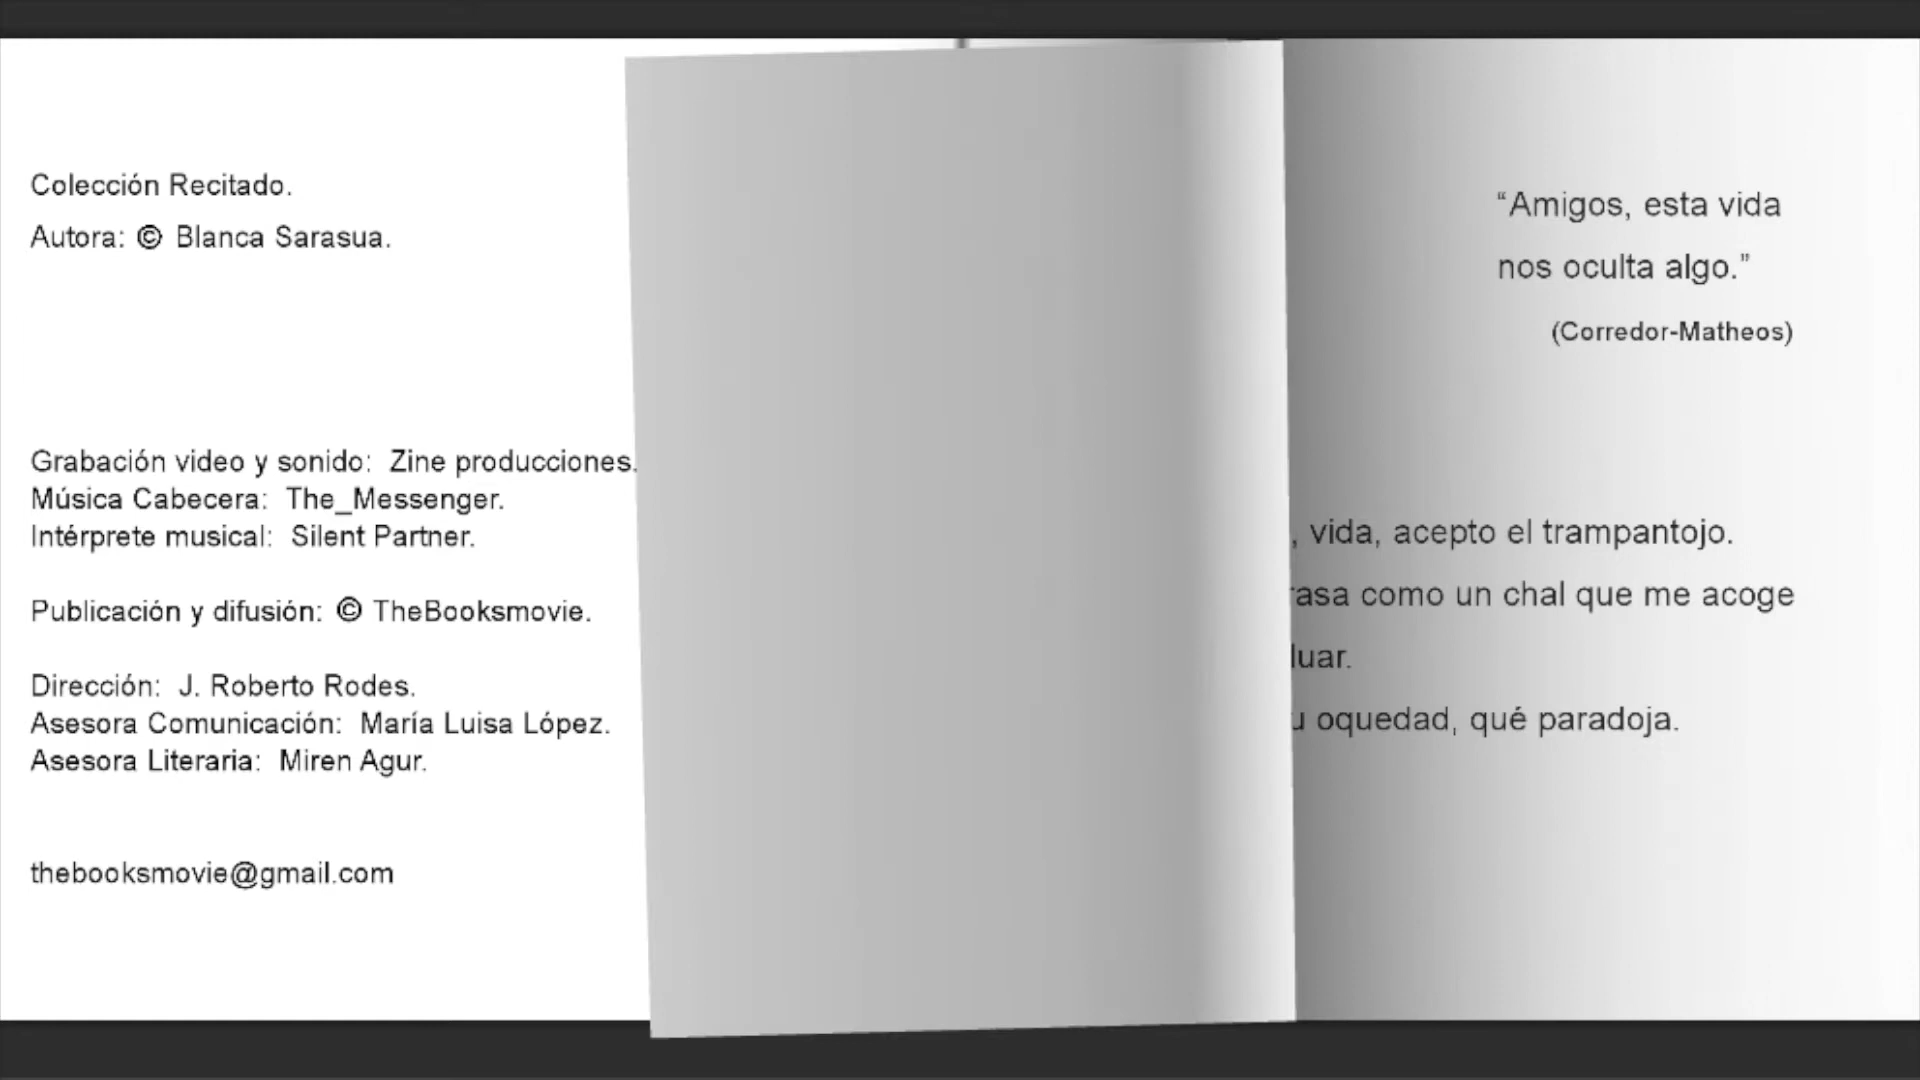 Colección Recitado.
Autora: © Blanca Sarasua.
Grabación video y sonido: Zine producciones.
Música Cabecera: The_Messenger.
Intérprete musical: Silent Partner.
Publicación y difusión: © TheBooksmovie.
Dirección: J. Roberto Rodes.
Asesora Comunicación: María Luisa López.
Asesora Literaria: Miren Agur.
thebooksmovie@gmail.com
“Amigos, esta vida
nos oculta algo.”
(Corredor-Matheos)
, vida, acepto el trampantojo.
como un chal que me acoge
oquedad, qué paradoja.